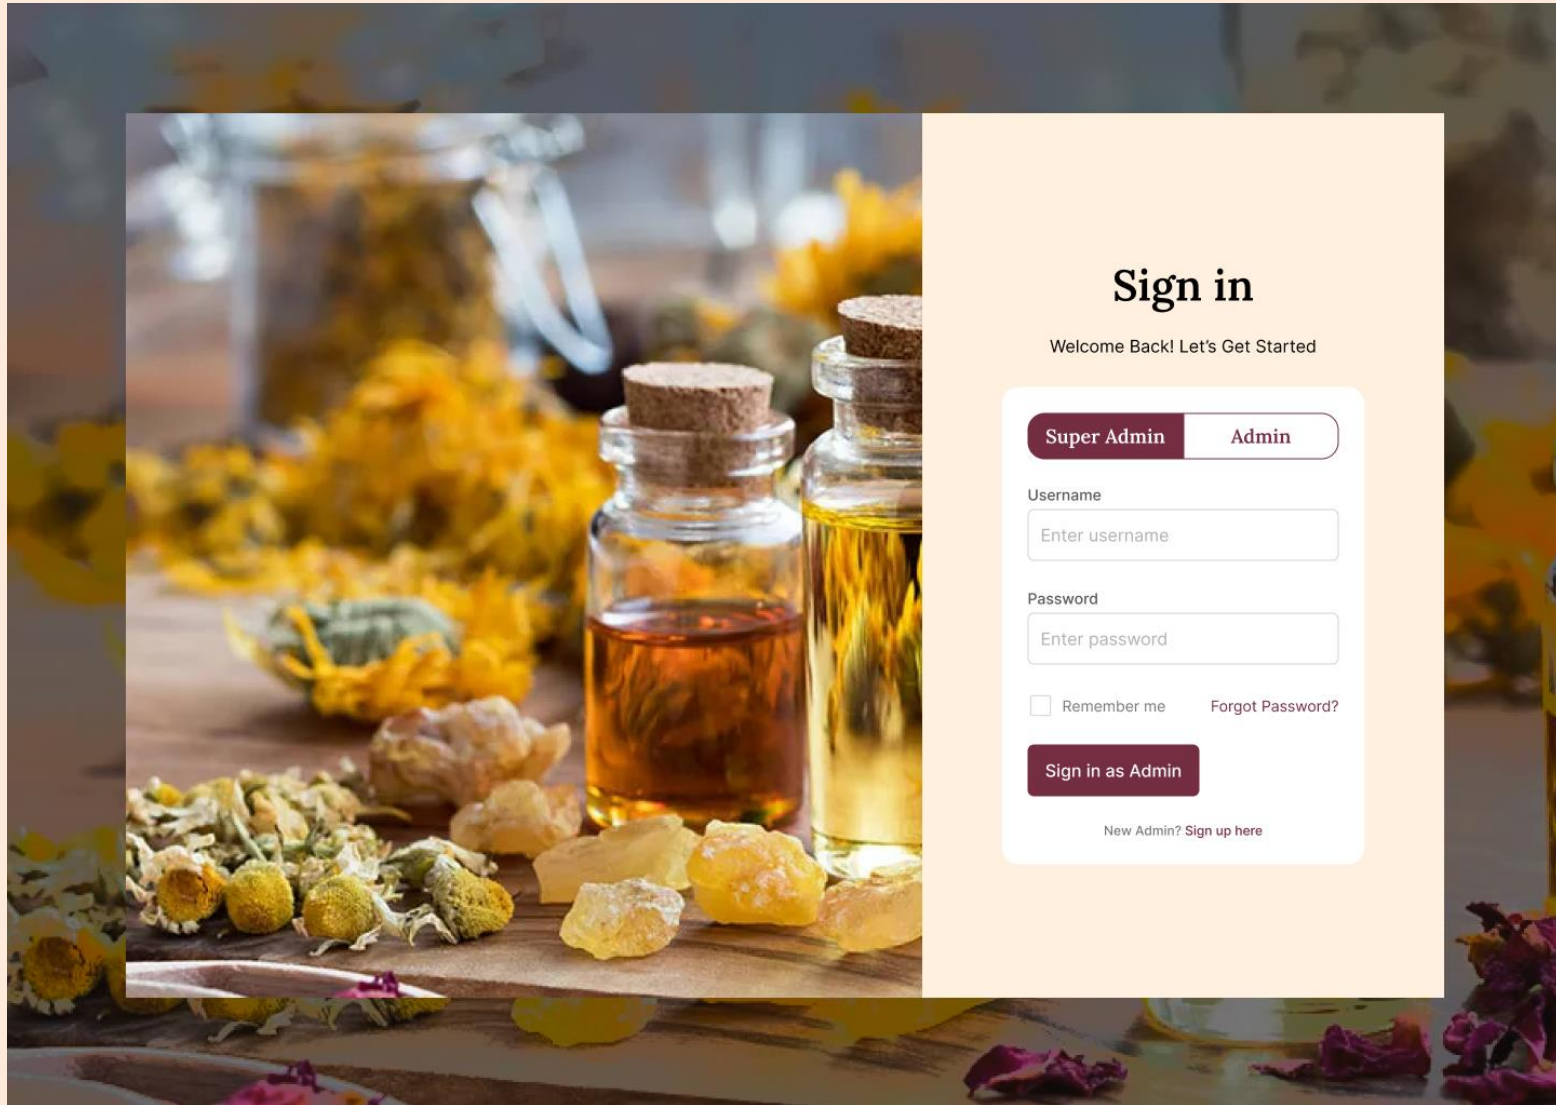 Sign in
Welcome Back! Let’s Get Started
Super Admin Admin
Username
Enter username
Password
Enter password
Remember me Forgot Password?
Sign in as Admin
New Admin? Sign up here